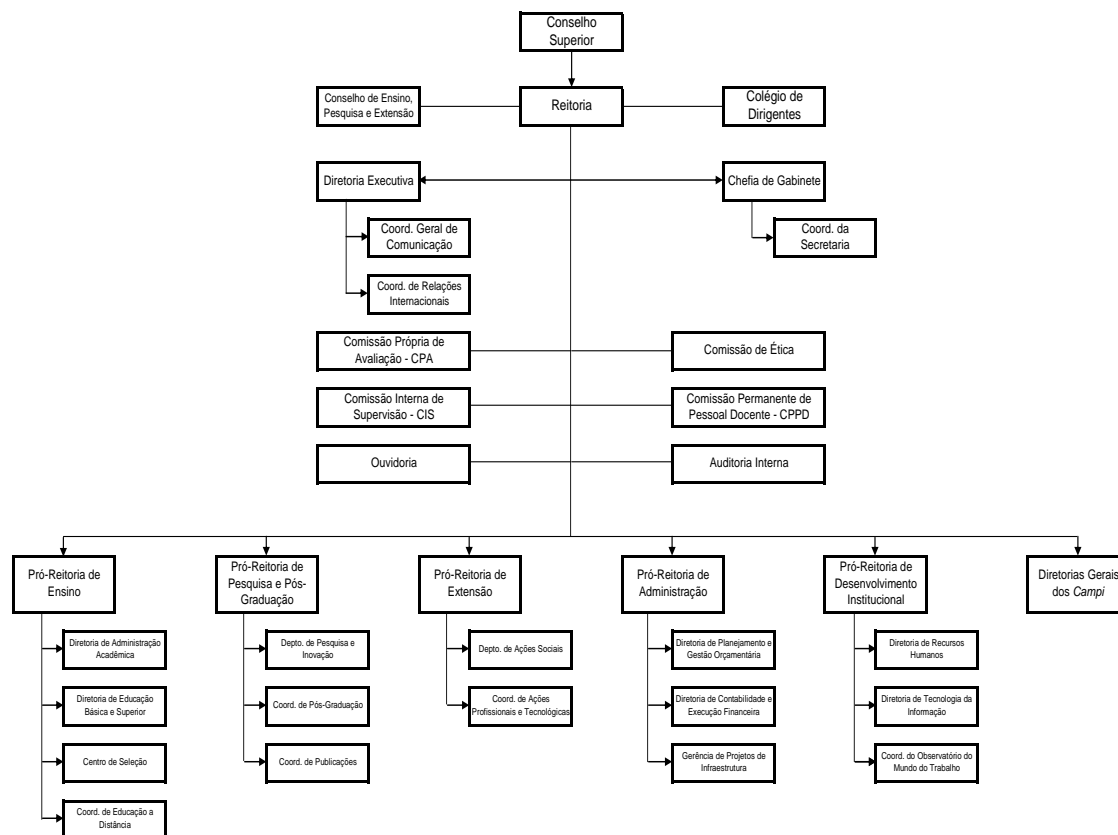 Conselho
Superior
Conselho de Ensino,
Pesquisa e Extensão
Reitoria
Colégio de
Dirigentes
Diretoria Executiva
Chefia de Gabinete
Coord. Geral de
Comunicação
Coord. da
Secretaria
Coord. de Relações
Internacionais
Comissão Própria de
Avaliação - CPA
Comissão de Ética
Comissão Interna de
Supervisão - CIS
Comissão Permanente de
Pessoal Docente - CPPD
Ouvidoria
Auditoria Interna
Pró-Reitoria de
Ensino
Pró-Reitoria de
Pesquisa e Pós-
Graduação
Pró-Reitoria de
Extensão
Pró-Reitoria de
Administração
Pró-Reitoria de
Desenvolvimento
Institucional
Diretorias Gerais
dos Campi
Diretoria de Administração
Acadêmica
Depto. de Pesquisa e
Inovação
Depto. de Ações Sociais
Diretoria de Planejamento e
Gestão Orçamentária
Diretoria de Recursos
Humanos
Diretoria de Educação
Básica e Superior
Coord. de Pós-Graduação
Coord. de Ações
Profissionais e Tecnológicas
Diretoria de Contabilidade e
Execução Financeira
Diretoria de Tecnologia da
Informação
Centro de Seleção
Coord. de Publicações
Gerência de Projetos de
Infraestrutura
Coord. do Observatório do
Mundo do Trabalho
Coord. de Educação a
Distância